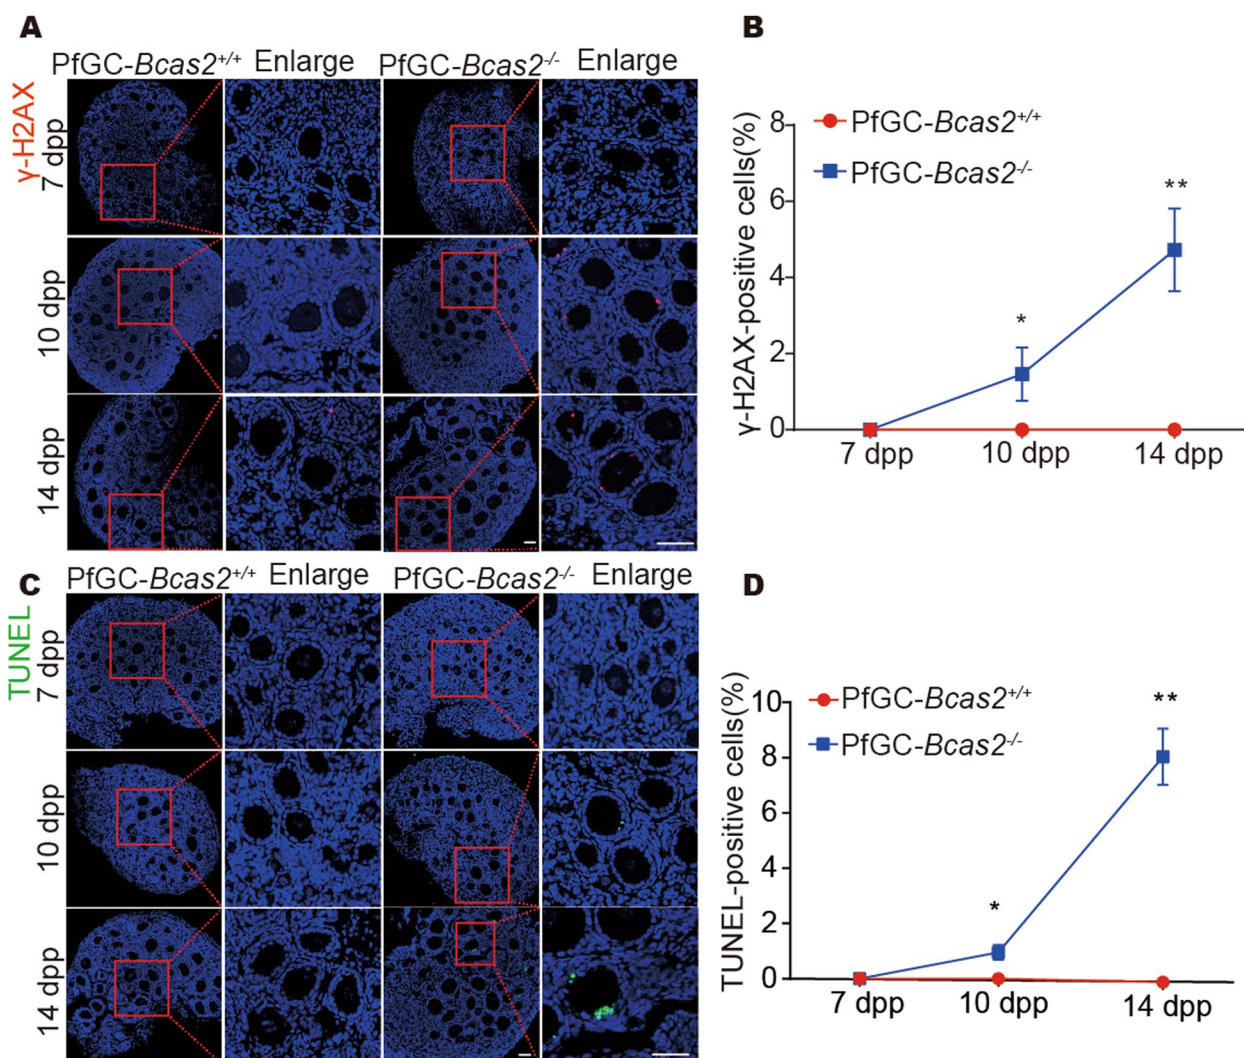 A
PfGC-Bcas2+/+ Enlarge PfGC-Bcas2-/- Enlarge
γ-H2AX
7 dpp
10 dpp
14 dpp
B
PfGC-Bcas2+/+
PfGC-Bcas2-/-
γ-H2AX-positive cells(%)
8
6
4
2
0
*
**
7 dpp 10 dpp 14 dpp
C
PfGC-Bcas2+/+ Enlarge PfGC-Bcas2-/- Enlarge
TUNEL
7 dpp
10 dpp
14 dpp
D
PfGC-Bcas2+/+
PfGC-Bcas2-/-
TUNEL-positive cells(%)
10
8
6
4
2
0
*
**
7 dpp 10 dpp 14 dpp